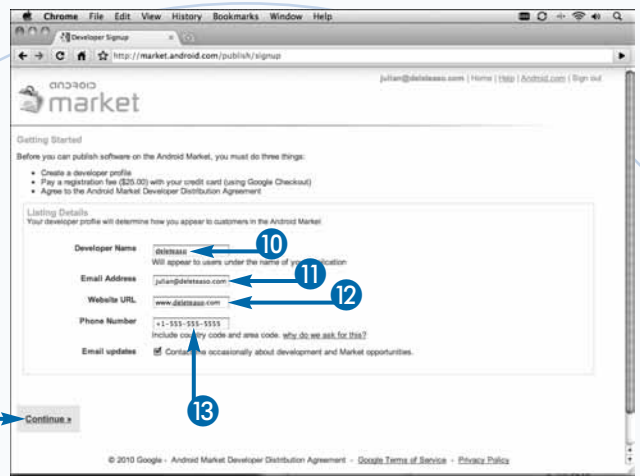 Chrome File Edit View History Bookmarks Window Help
Developer Signup
http://market.android.com/publish/signup
julian@deleteaso.com | Home | Help | Android.com | Sign out
android
market
Getting Started
Before you can publish software on the Android Market, you must do three things:
• Create a developer profile
• Pay a registration fee ($25.00) with your credit card (using Google Checkout)
• Agree to the Android Market Developer Distribution Agreement
Listing Details
Your developer profile will determine how you appear to customers in the Android Market
Developer Name deleteaso 10
Will appear to users under the name of your application
Email Address julian@deleteaso.com 11
Website URL www.deleteaso.com 12
Phone Number +1-555-555-5555
Include country code and area code. why do we ask for this?
Email updates Contact me occasionally about development and Market opportunities.
13
Continue »
© 2010 Google - Android Market Developer Distribution Agreement - Google Terms of Service - Privacy Policy